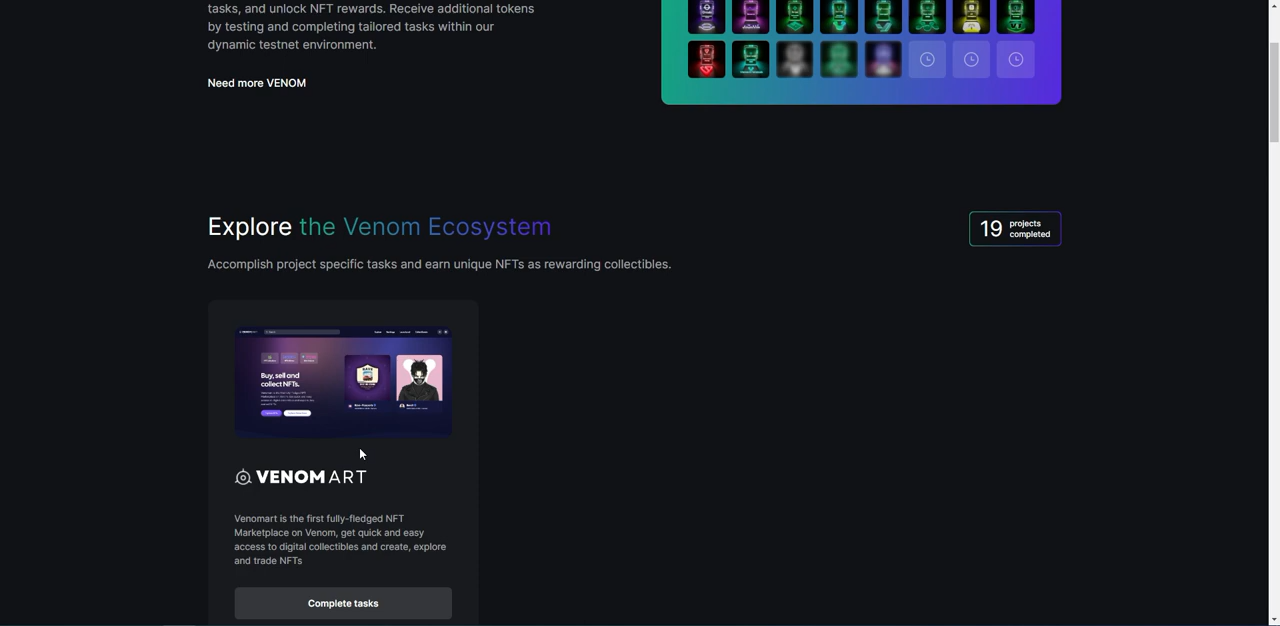 tasks, and unlock NFT rewards. Receive additional tokens
by testing and completing tailored tasks within our
dynamic testnet environment.
Need more VENOM
Explore the Venom Ecosystem
19 projects
completed
Accomplish project specific tasks and earn unique NFTs as rewarding collectibles.
Buy, sell and
collect NFTs.
VENOMART
Venomart is the first fully-fledged NFT
Marketplace on Venom, get quick and easy
access to digital collectibles and create, explore
and trade NFTs
Complete tasks